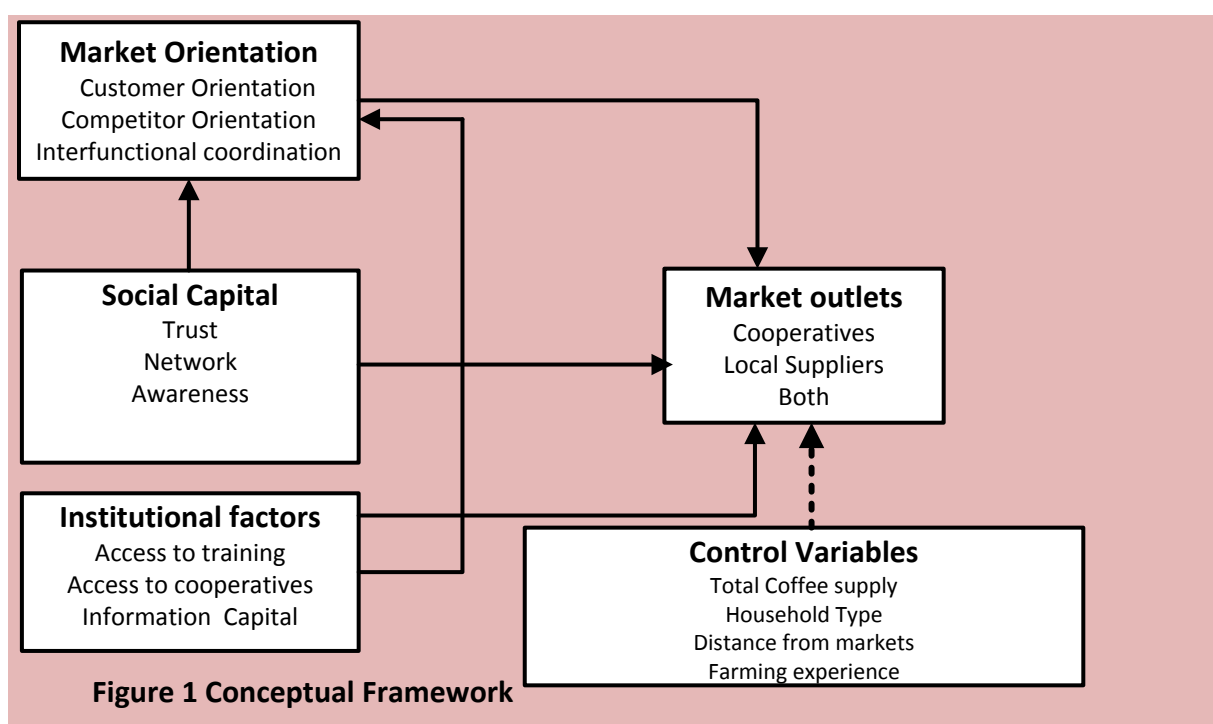 Market Orientation
Customer Orientation
Competitor Orientation
Interfunctional coordination
Social Capital
Trust
Network
Awareness
Market outlets
Cooperatives
Local Suppliers
Both
Institutional factors
Access to training
Access to cooperatives
Information Capital
Control Variables
Total Coffee supply
Household Type
Distance from markets
Farming experience
Figure 1 Conceptual Framework